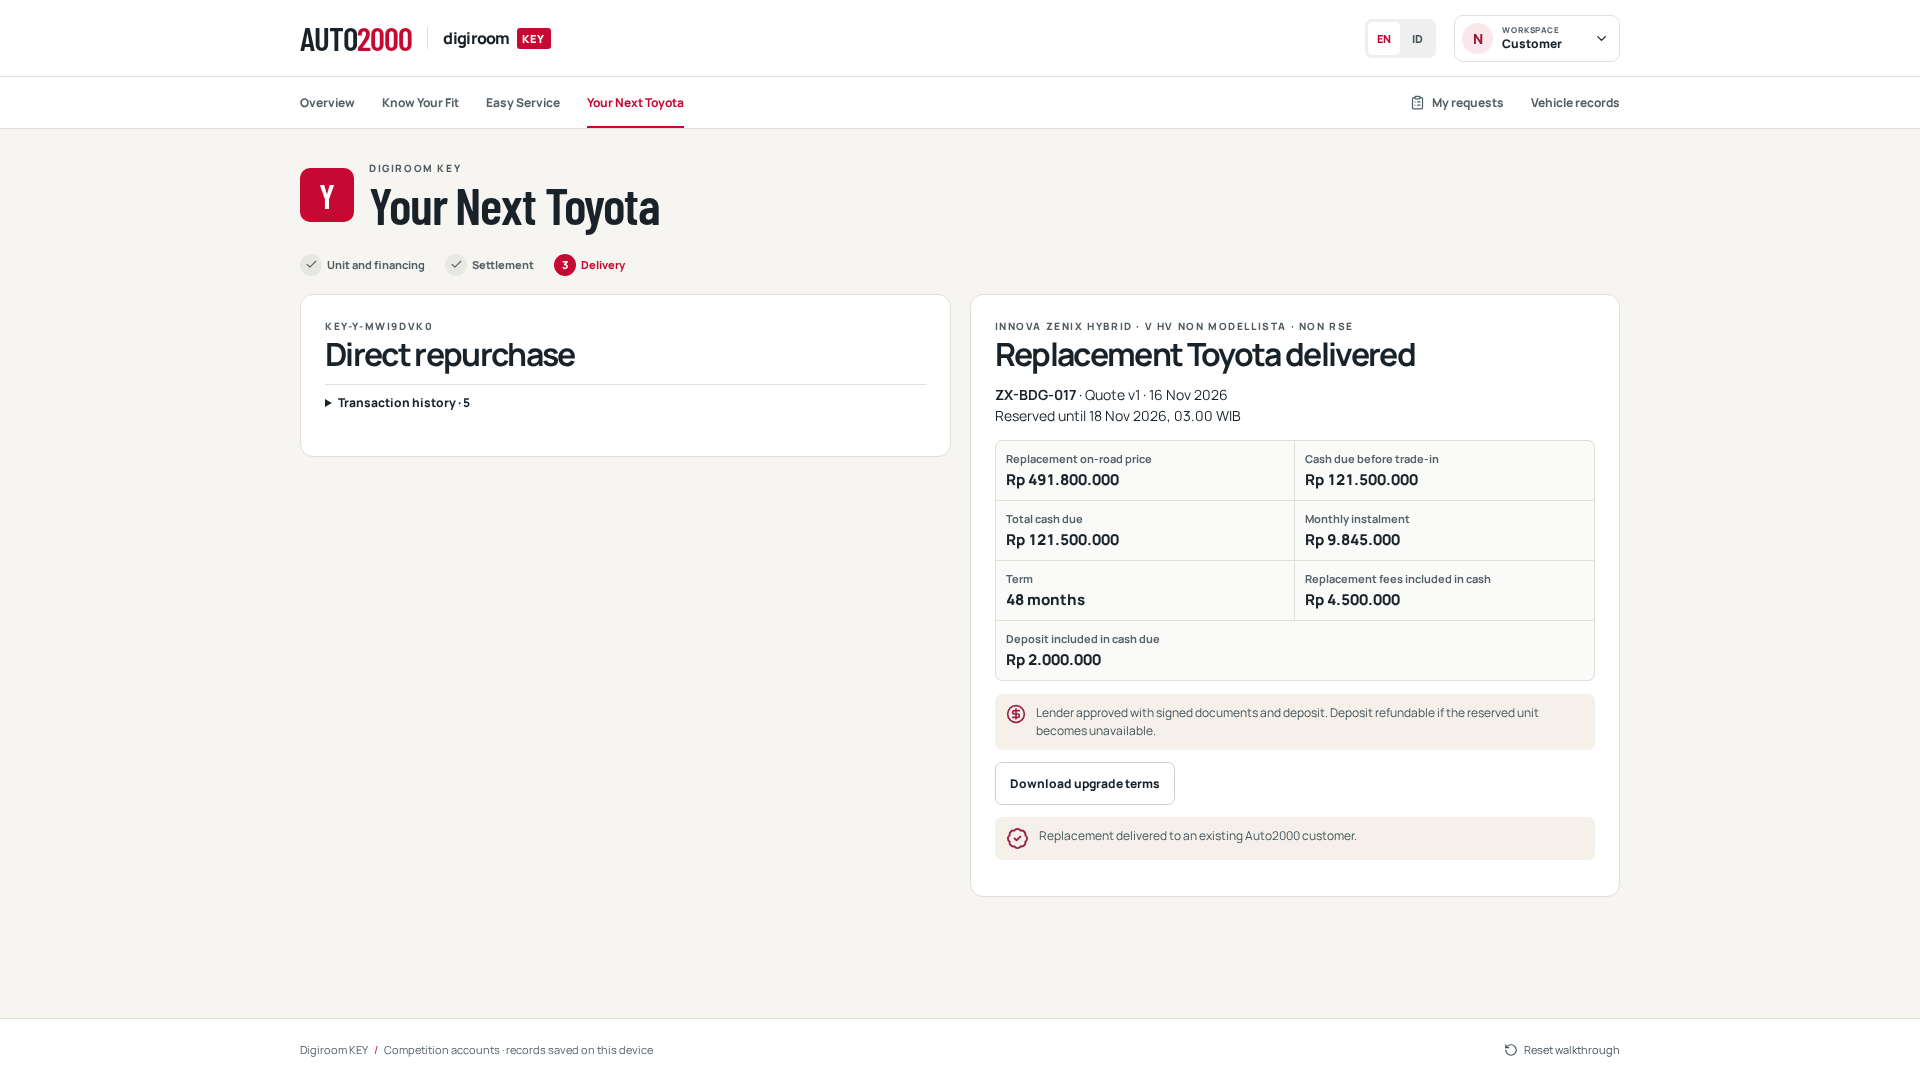 AUTO2000
digiroom KEY
EN ID
N
WORKSPACE
Customer
Overview Know Your Fit Easy Service Your Next Toyota
My requests Vehicle records
Y
DIGIROOM KEY
Your Next Toyota
Unit and financing Settlement 3 Delivery
KEY-Y-MWI9DVK0
Direct repurchase
Transaction history · 5
INNOVA ZENIX HYBRID · V HV NON MODELLISTA · NON RSE
Replacement Toyota delivered
ZX-BDG-017 · Quote v1 · 16 Nov 2026
Reserved until 18 Nov 2026, 03.00 WIB
Replacement on-road price
Rp 491.800.000
Cash due before trade-in
Rp 121.500.000
Total cash due
Rp 121.500.000
Monthly instalment
Rp 9.845.000
Term
48 months
Replacement fees included in cash
Rp 4.500.000
Deposit included in cash due
Rp 2.000.000
Lender approved with signed documents and deposit. Deposit refundable if the reserved unit
becomes unavailable.
Download upgrade terms
Replacement delivered to an existing Auto2000 customer.
Digiroom KEY / Competition accounts · records saved on this device
Reset walkthrough